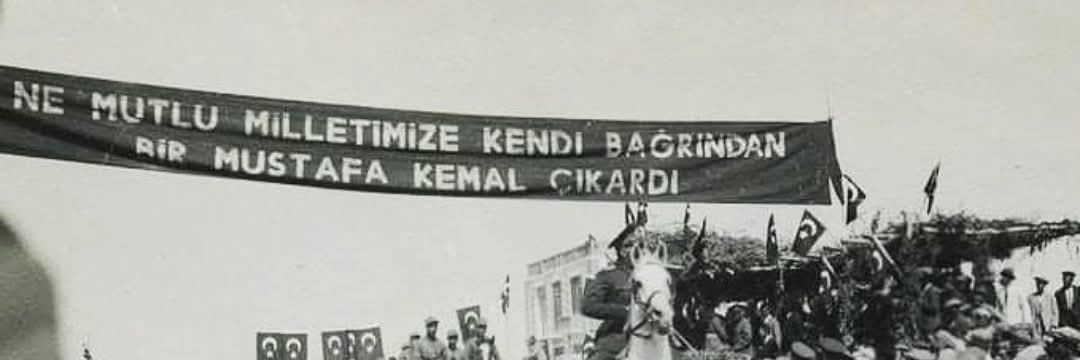 NE MUTLU MİLLETİMİZE KENDİ BAĞRINDAN
BİR MUSTAFA KEMAL ÇIKARDI